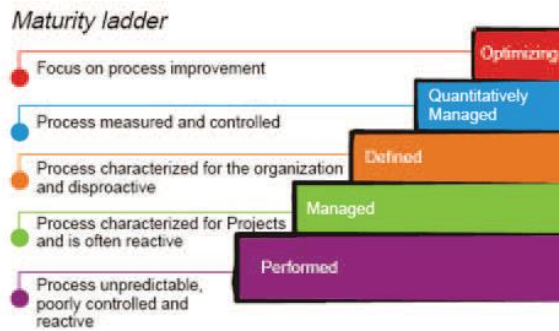 Maturity ladder
Optimizing
Focus on process improvement
Quantitatively
Managed
Process measured and controlled
Defined
Process characterized for the organization
and disproactive
Managed
Process characterized for Projects
and is often reactive
Performed
Process unpredictable,
poorly controlled and
reactive